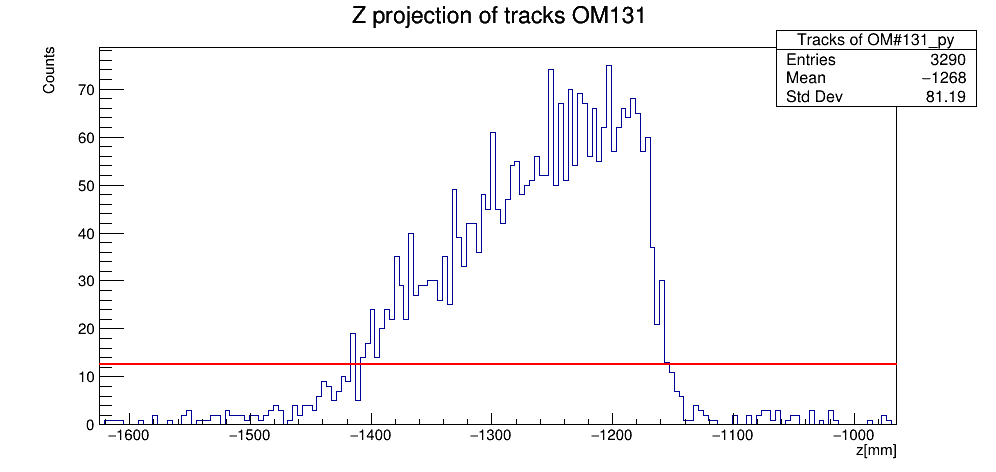 Z projection of tracks OM131
Tracks of OM#131_py
Entries 3290
Mean −1268
Std Dev 81.19
Counts
70
60
50
40
30
20
10
0
−1600 −1500 −1400 −1300 −1200 −1100 −1000
z[mm]